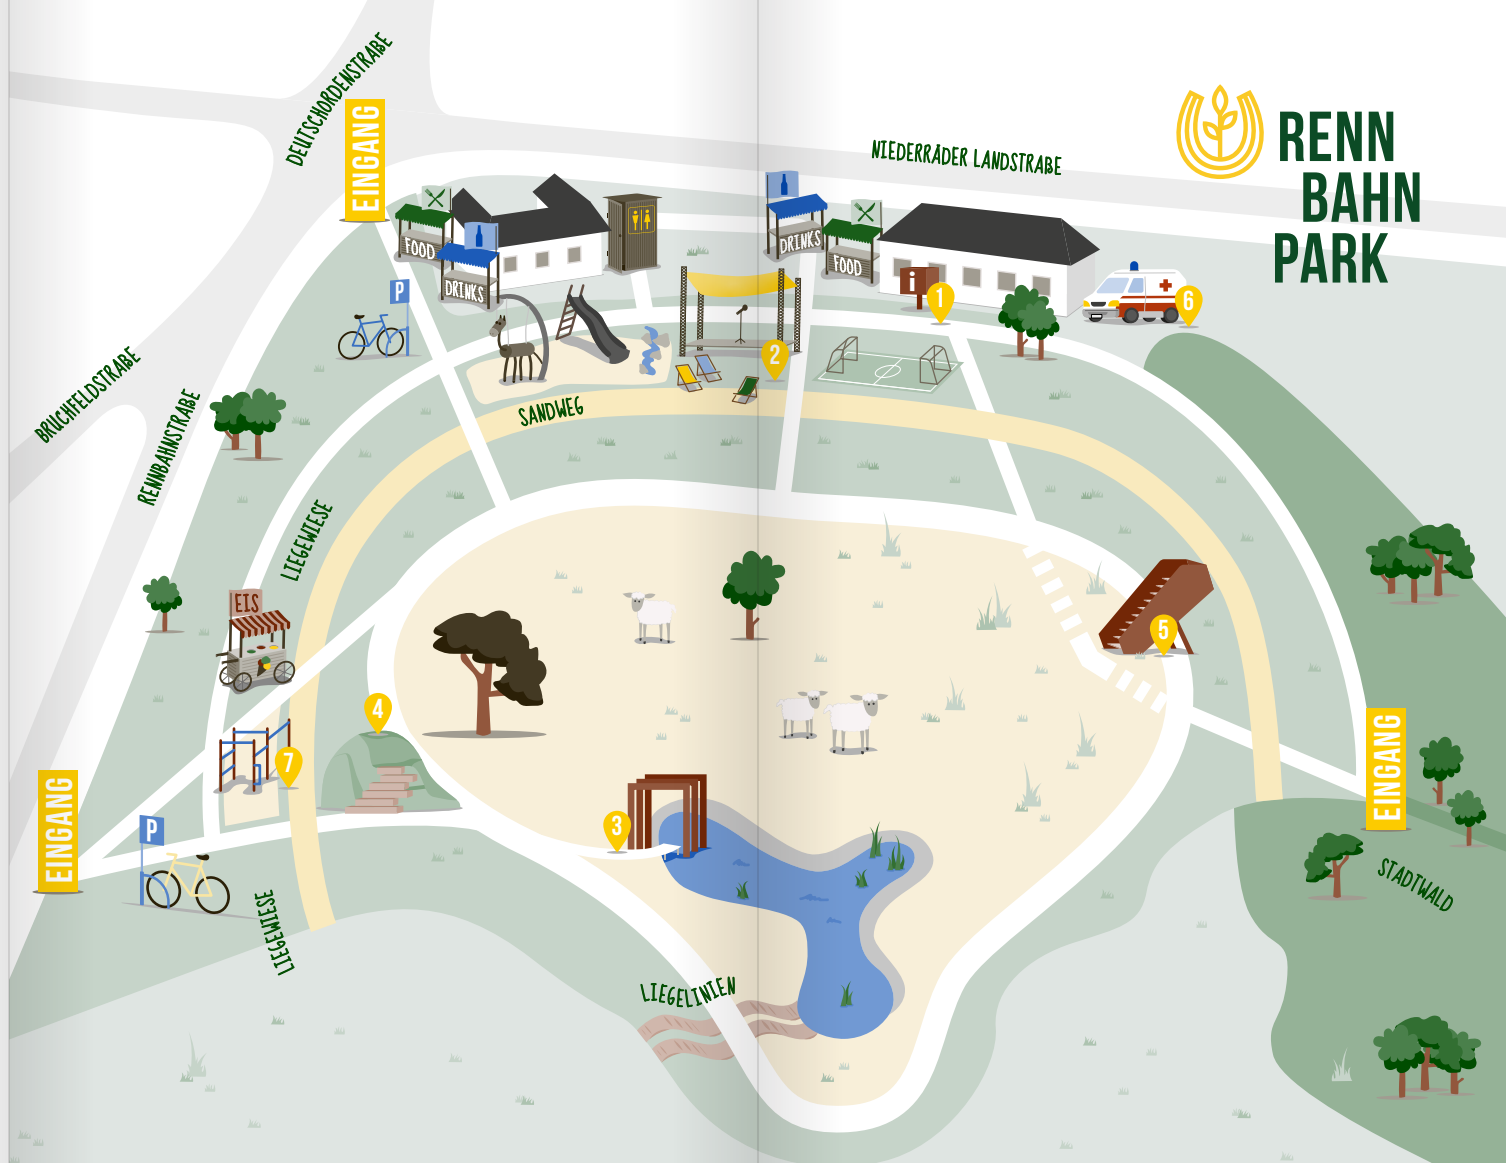 DEUTSCHORDENSTRAßE
EINGANG
NIEDERRÄDER LANDSTRAßE
RENN
BAHN
PARK
FOOD
DRINKS
DRINKS
FOOD
i
1
6
P
2
BRUCHFELDSTRAßE
RENNBAHNSTRAßE
SANDWEG
LIEGEWIESE
EIS
5
4
7
3
EINGANG
EINGANG
P
LIEGEWIESE
STADTWALD
LIEGELINIEN